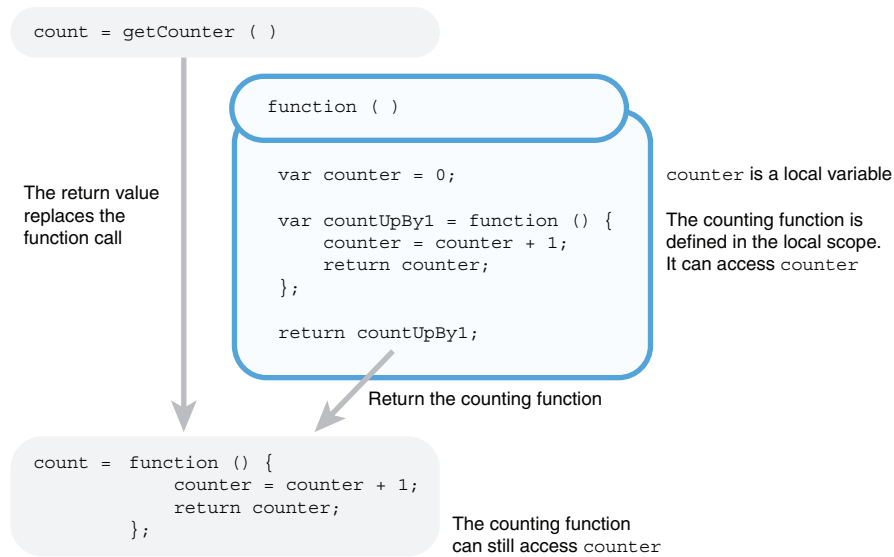 count = getCounter ( )
function ( )
var counter = 0;
var countUpBy1 = function () {
counter = counter + 1;
return counter;
};
return countUpBy1;
The return value
replaces the
function call
counter is a local variable
The counting function is
defined in the local scope.
It can access counter
Return the counting function
count = function () {
counter = counter + 1;
return counter;
};
The counting function
can still access counter